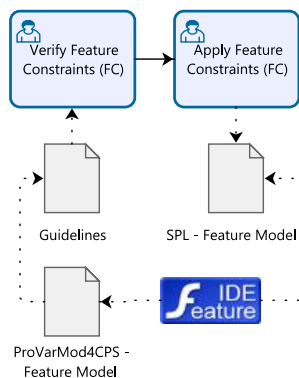 Verify Feature
Constraints (FC)
Apply Feature
Constraints (FC)
Guidelines
SPL - Feature Model
IDE
Feature
ProVarMod4CPS -
Feature Model